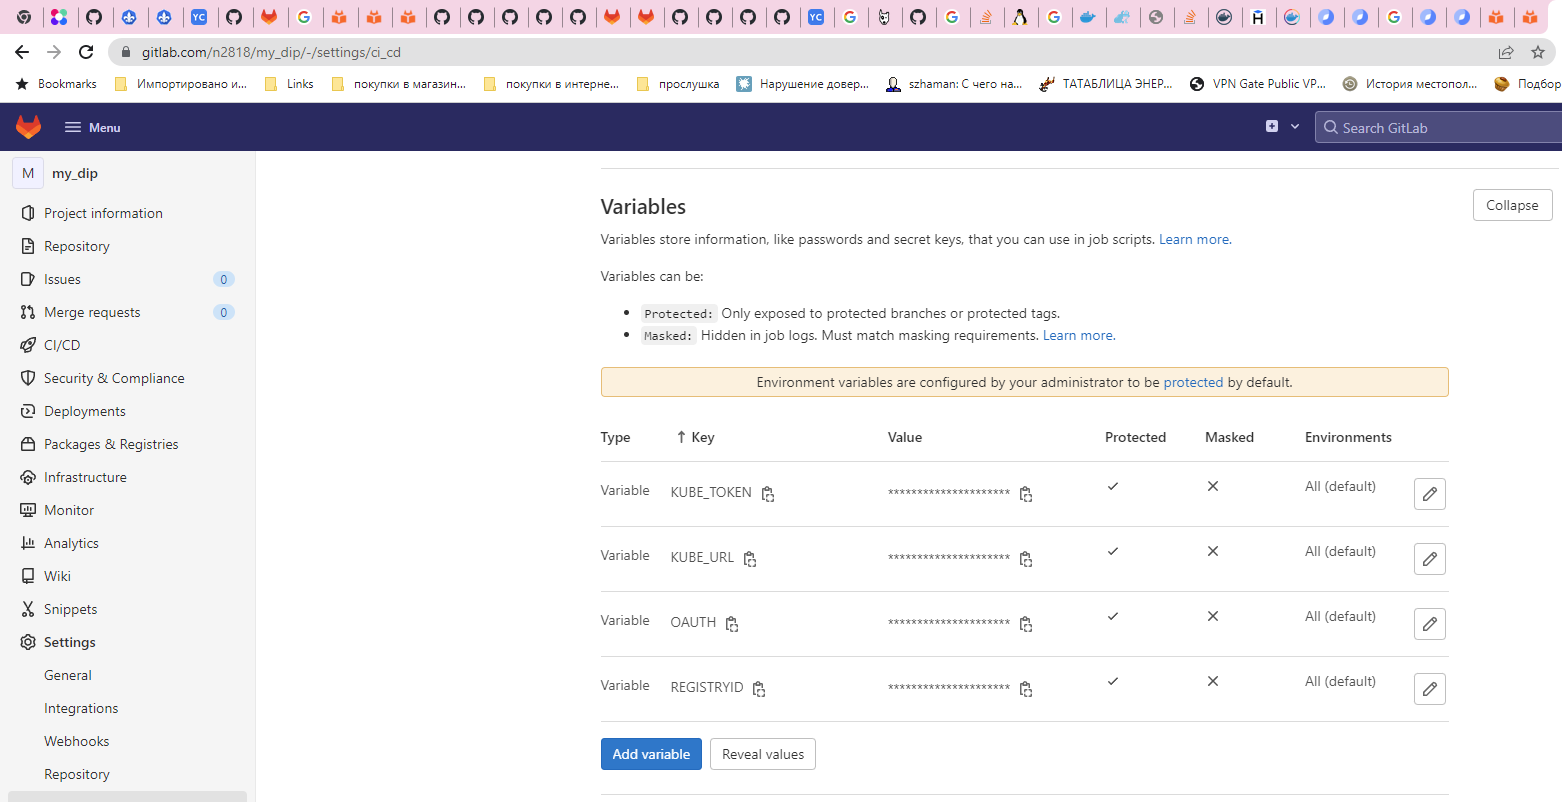 YC
YC
gitlab.com/n2818/my_dip/-/settings/ci_cd
Bookmarks Импортировано и... Links покупки в магазин... покупки в интерне... прослушка Нарушение довер... szhaman: С чего на... ТАТАБЛИЦА ЭНЕР... VPN Gate Public VP... История местопол... Подбор
Menu
Search GitLab
M my_dip
Project information
Repository
Issues 0
Merge requests 0
CI/CD
Security & Compliance
Deployments
Packages & Registries
Infrastructure
Monitor
Analytics
Wiki
Snippets
Settings
General
Integrations
Webhooks
Repository
Variables
Collapse
Variables store information, like passwords and secret keys, that you can use in job scripts. Learn more.
Variables can be:
• Protected: Only exposed to protected branches or protected tags.
• Masked: Hidden in job logs. Must match masking requirements. Learn more.
Environment variables are configured by your administrator to be protected by default.
Type ↑ Key Value Protected Masked Environments
Variable KUBE_TOKEN ********************* ✓ ✕ All (default)
Variable KUBE_URL ********************* ✓ ✕ All (default)
Variable OAUTH ********************* ✓ ✕ All (default)
Variable REGISTRYID ********************* ✓ ✕ All (default)
Add variable Reveal values